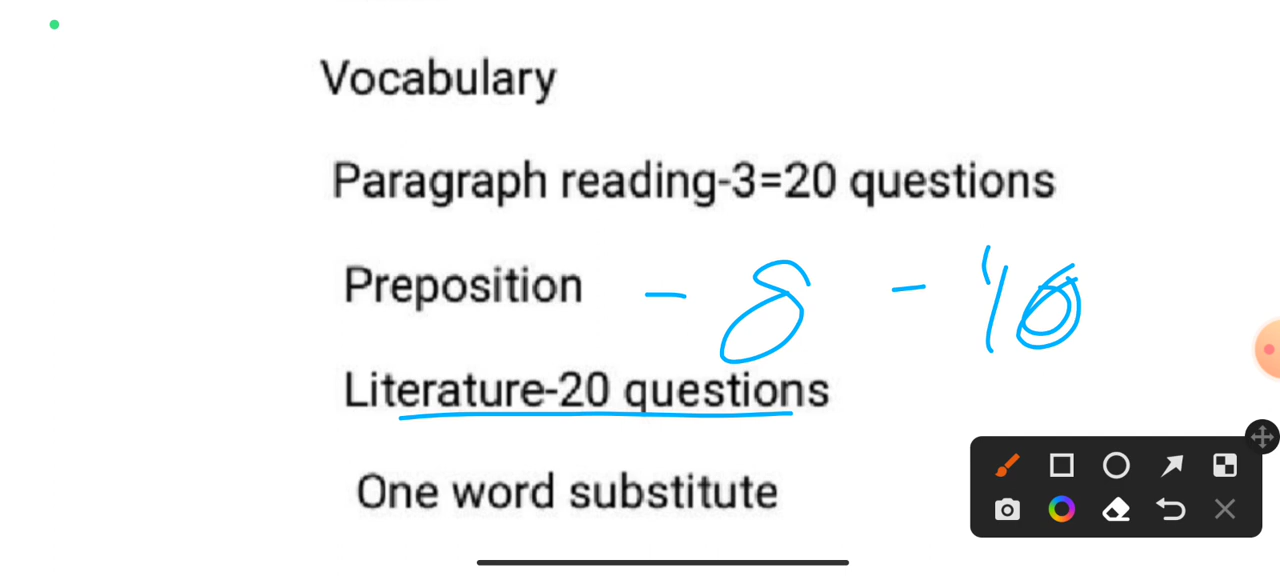 Vocabulary
Paragraph reading-3=20 questions
Preposition - 8 - 10
Literature-20 questions
One word substitute